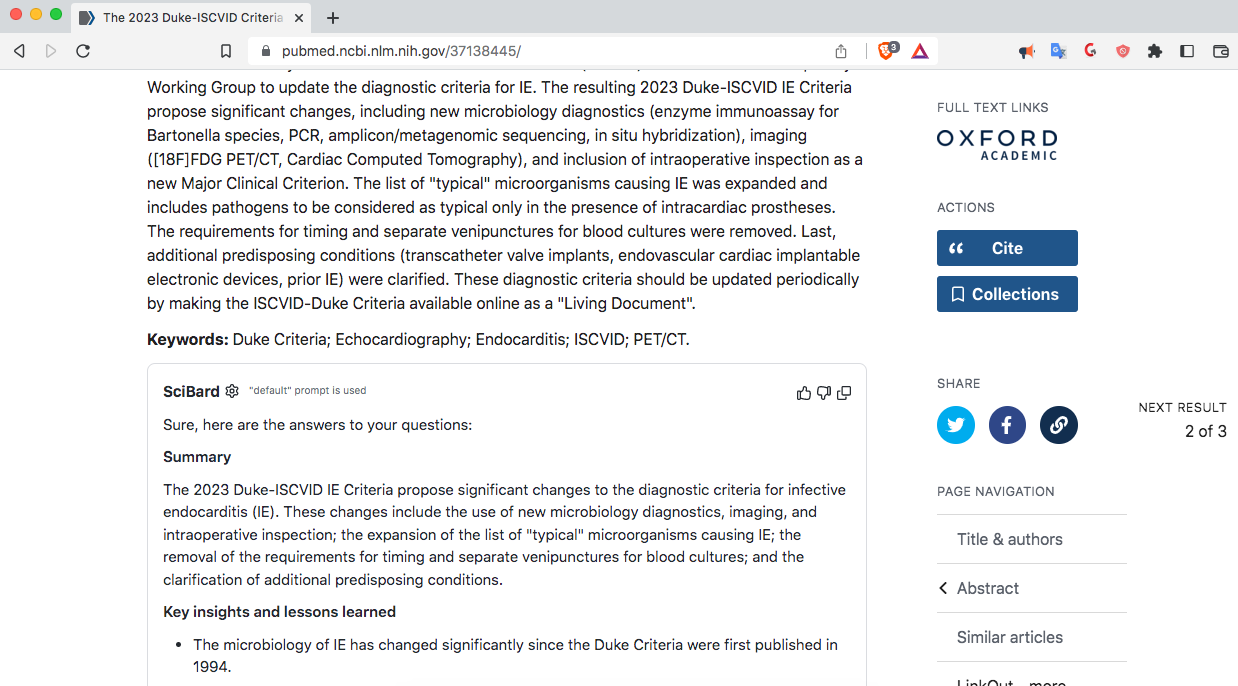 The 2023 Duke-ISCVID Criteria
pubmed.ncbi.nlm.nih.gov/37138445/
3
Working Group to update the diagnostic criteria for IE. The resulting 2023 Duke-ISCVID IE Criteria
propose significant changes, including new microbiology diagnostics (enzyme immunoassay for
Bartonella species, PCR, amplicon/metagenomic sequencing, in situ hybridization), imaging
([18F]FDG PET/CT, Cardiac Computed Tomography), and inclusion of intraoperative inspection as a
new Major Clinical Criterion. The list of "typical" microorganisms causing IE was expanded and
includes pathogens to be considered as typical only in the presence of intracardiac prostheses.
The requirements for timing and separate venipunctures for blood cultures were removed. Last,
additional predisposing conditions (transcatheter valve implants, endovascular cardiac implantable
electronic devices, prior IE) were clarified. These diagnostic criteria should be updated periodically
by making the ISCVID-Duke Criteria available online as a "Living Document".
Keywords: Duke Criteria; Echocardiography; Endocarditis; ISCVID; PET/CT.
SciBard "default" prompt is used
Sure, here are the answers to your questions:
Summary
The 2023 Duke-ISCVID IE Criteria propose significant changes to the diagnostic criteria for infective
endocarditis (IE). These changes include the use of new microbiology diagnostics, imaging, and
intraoperative inspection; the expansion of the list of "typical" microorganisms causing IE; the
removal of the requirements for timing and separate venipunctures for blood cultures; and the
clarification of additional predisposing conditions.
Key insights and lessons learned
• The microbiology of IE has changed significantly since the Duke Criteria were first published in
1994.
FULL TEXT LINKS
OXFORD
ACADEMIC
ACTIONS
Cite
Collections
SHARE
NEXT RESULT
2 of 3
PAGE NAVIGATION
Title & authors
Abstract
Similar articles
LinkOut - more